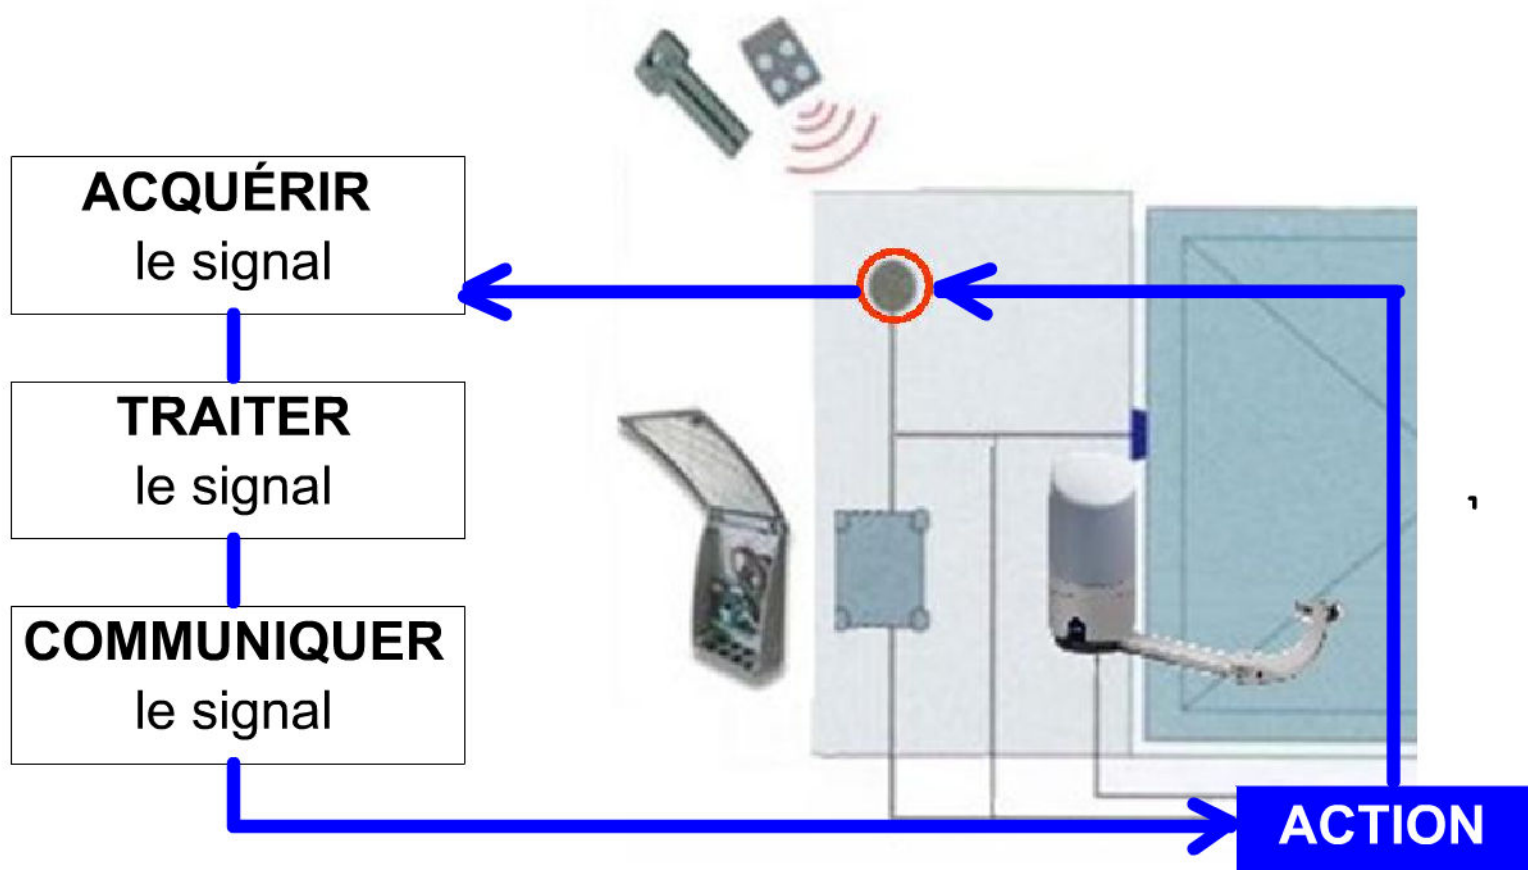 ACQUÉRIR
le signal
TRAITER
le signal
COMMUNIQUER
le signal
ACTION